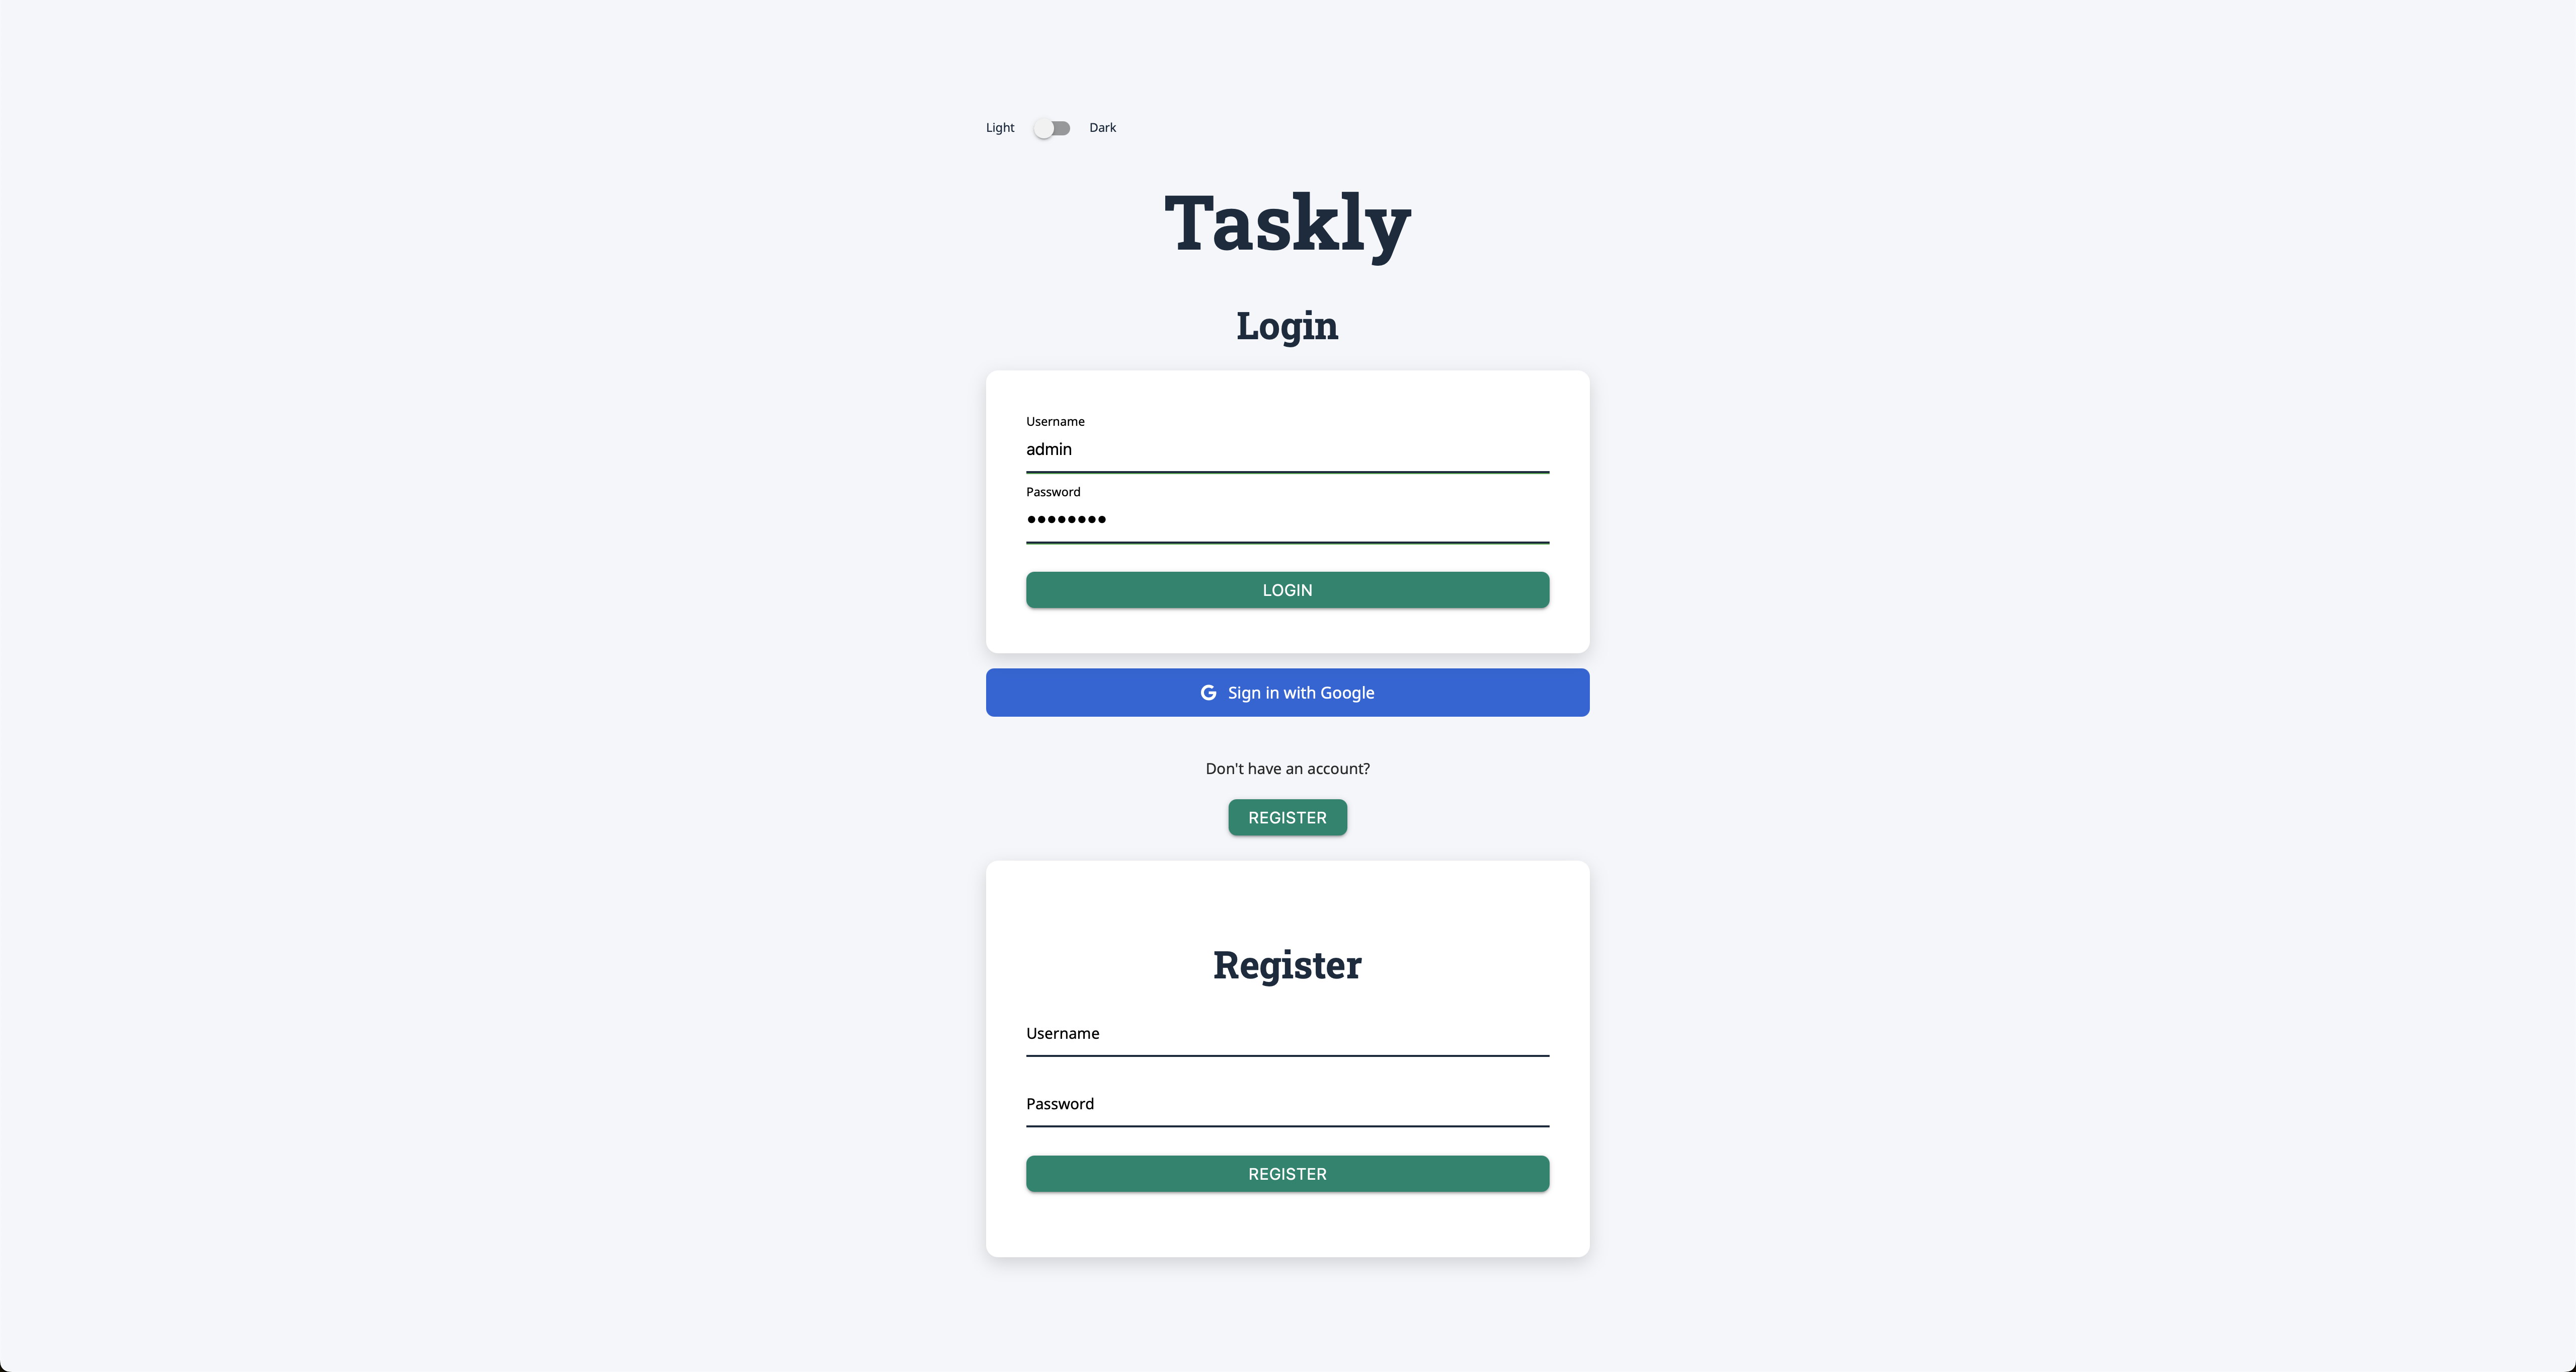 Light Dark
Taskly
Login
Username
admin
Password
••••••••
LOGIN
G Sign in with Google
Don't have an account?
REGISTER
Register
Username
Password
REGISTER